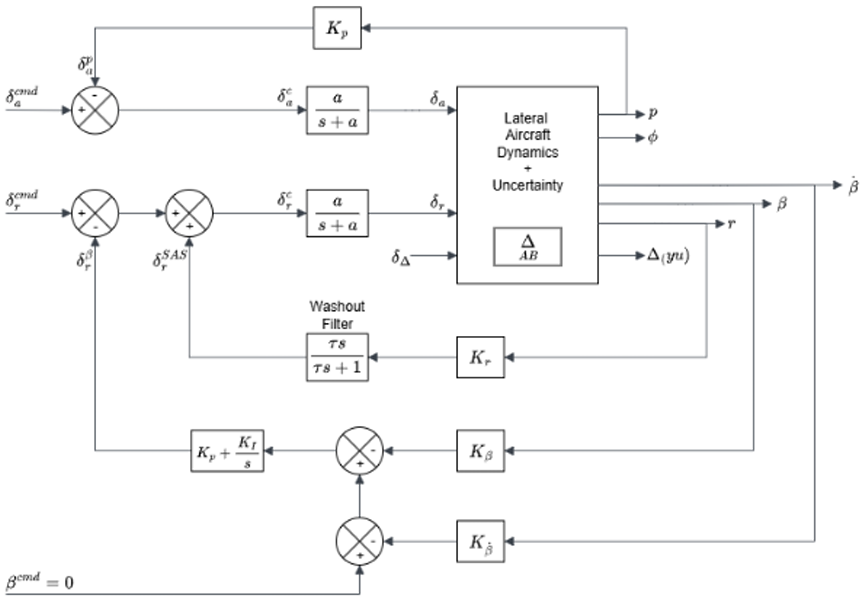 K_p
δ_a^p
-
δ_a^{cmd}
+
δ_a^c
a
s + a
δ_a
Lateral
Aircraft
Dynamics
+
Uncertainty
Δ
AB
p
ϕ
β̇
β
r
Δ(yu)
δ_r^{cmd}
+
-
+
+
δ_r^c
a
s + a
δ_r
δ_Δ
δ_r^β
δ_r^{SAS}
Washout
Filter
τs
τs + 1
K_r
K_p + K_I
s
-
+
K_β
-
+
K_β̇
β^{cmd} = 0